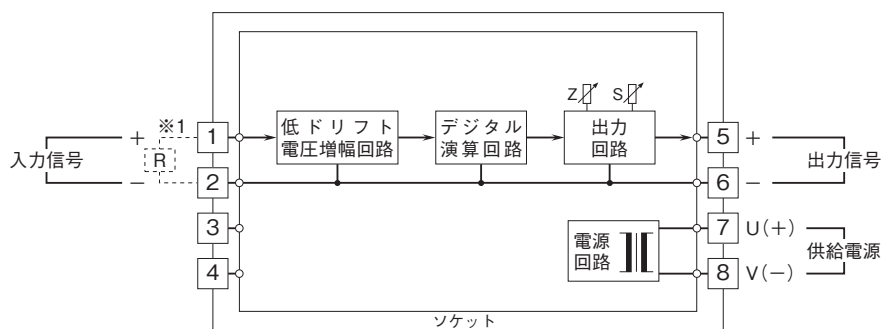 Z
S
※1
+
1
低ドリフト
電圧増幅回路
デジタル
演算回路
出力
回路
5
+
入力信号
R
出力信号
−
2
6
−
3
電源
回路
7
U(+)
供給電源
4
8
V(−)
ソケット